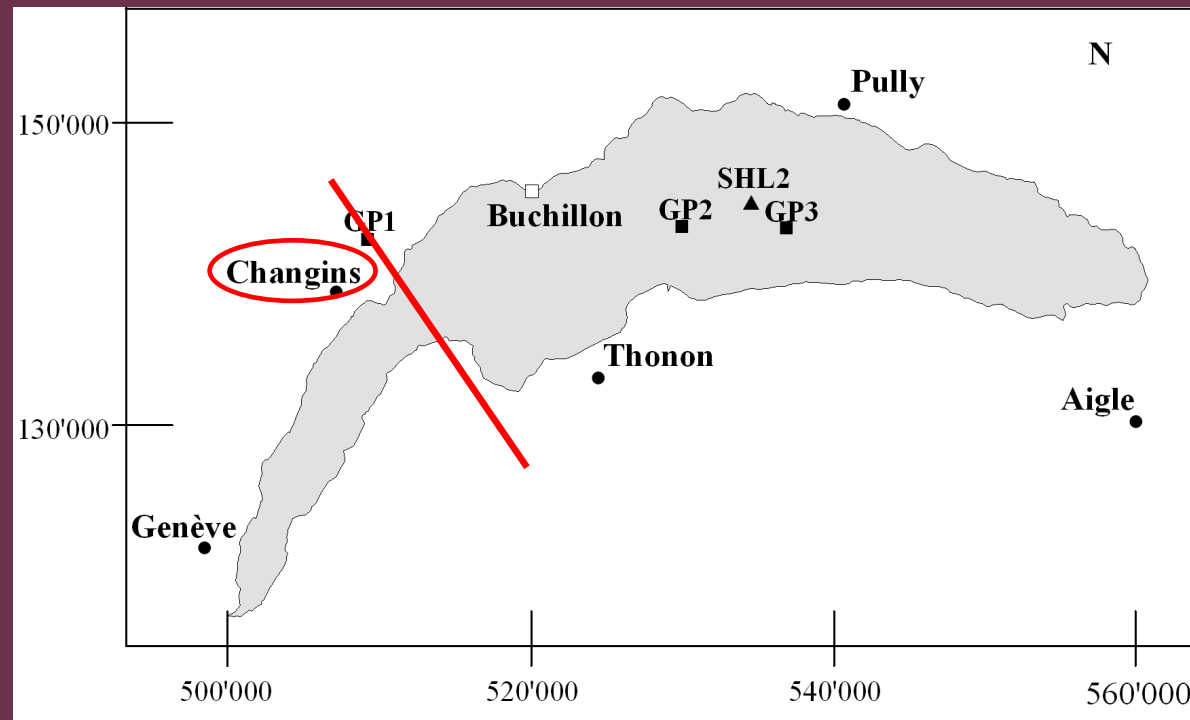 N
Pully
150'000
SHL2
GP1
Buchillon
GP2
GP3
Changins
Thonon
Aigle
130'000
Genève
500'000
520'000
540'000
560'000